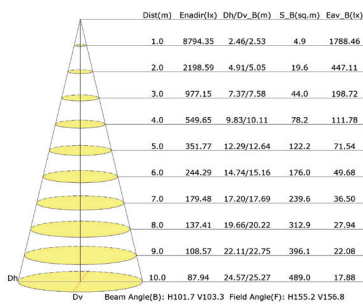 Dist(m) Enadir(lx) Dh/Dv_B(m) S_B(sq.m) Eav_B(lx)
1.0 8794.35 2.46/2.53 4.9 1788.46
2.0 2198.59 4.91/5.05 19.6 447.11
3.0 977.15 7.37/7.58 44.0 198.72
4.0 549.65 9.83/10.11 78.2 111.78
5.0 351.77 12.29/12.64 122.2 71.54
6.0 244.29 14.74/15.16 176.0 49.68
7.0 179.48 17.20/17.69 239.6 36.50
8.0 137.41 19.66/20.22 312.9 27.94
9.0 108.57 22.11/22.75 396.1 22.08
Dh 10.0 87.94 24.57/25.27 489.0 17.88
Dv Beam Angle(B): H101.7 V103.3 Field Angle(F): H155.2 V156.8